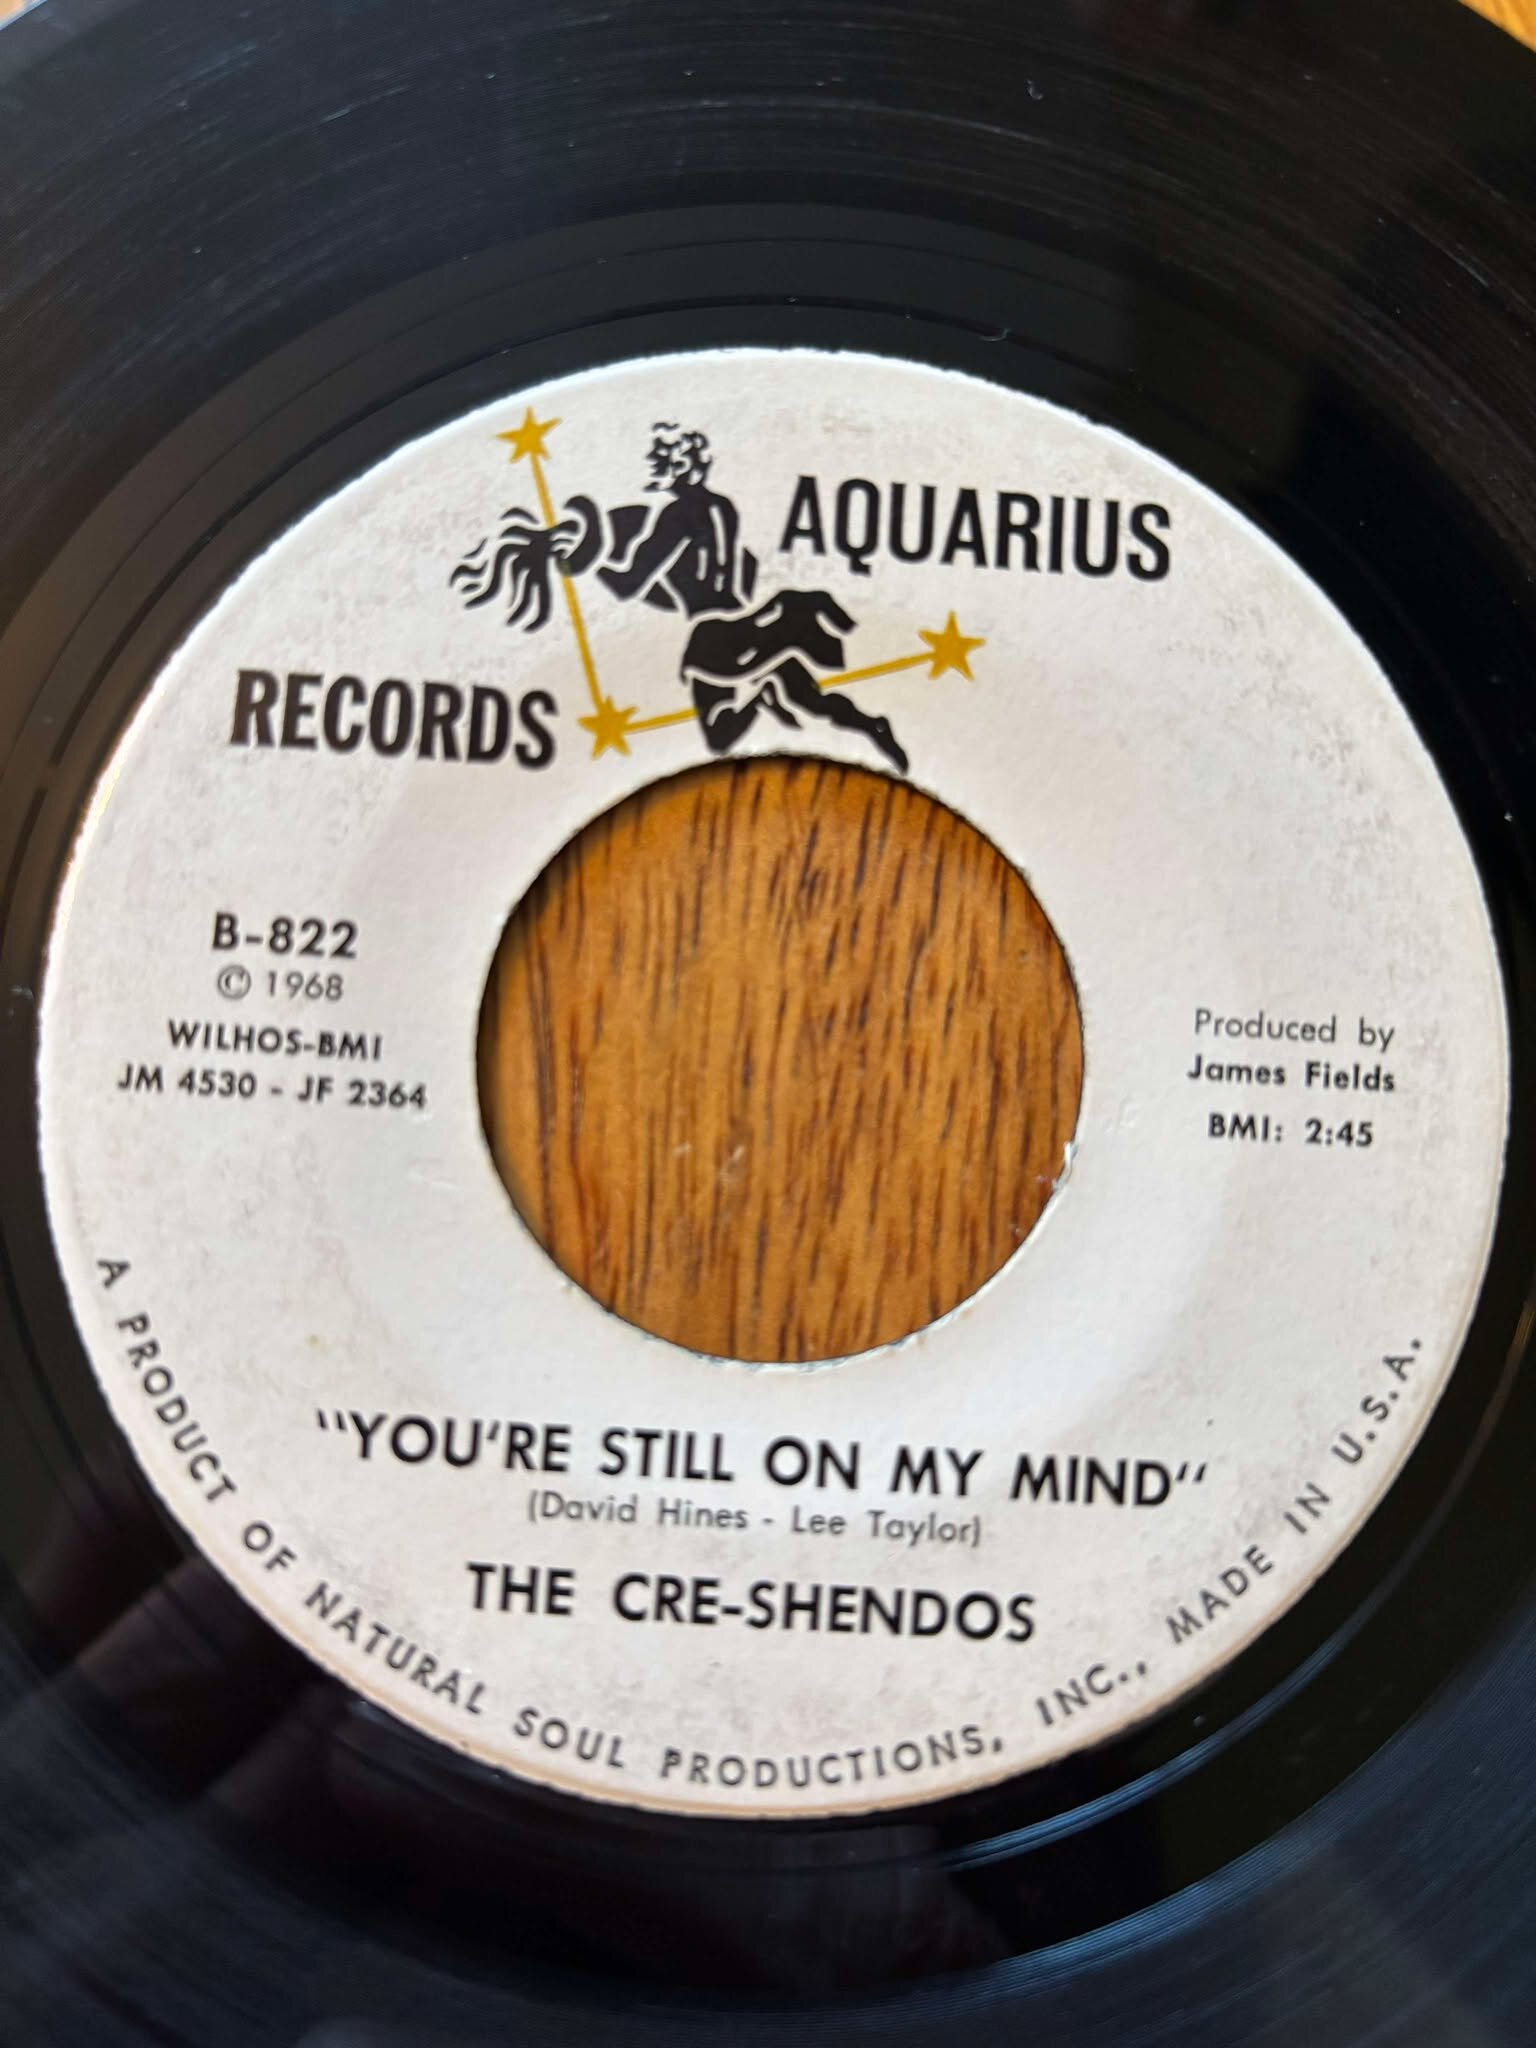 AQUARIUS
RECORDS
B-822
© 1968
WILHOS-BMI
JM 4530 - JF 2364
Produced by
James Fields
BMI: 2:45
"YOU'RE STILL ON MY MIND"
(David Hines - Lee Taylor)
THE CRE-SHENDOS
A PRODUCT OF NATURAL SOUL PRODUCTIONS, INC., MADE IN U.S.A.